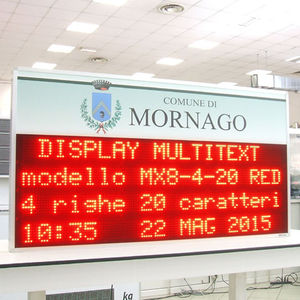 COMUNE DI
MORNAGO
DISPLAY MULTITEXT
modello MX8-4-20 RED
4 righe 20 caratteri
10:35 22 MAG 2015
kg